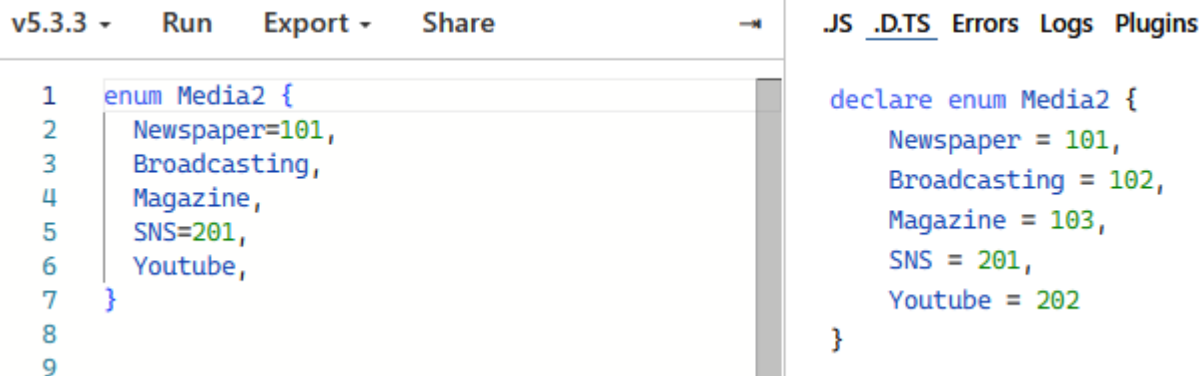 v5.3.3 Run Export Share
1 enum Media2 {
2 Newspaper=101,
3 Broadcasting,
4 Magazine,
5 SNS=201,
6 Youtube,
7 }
8
9
.JS .D.TS Errors Logs Plugins
declare enum Media2 {
Newspaper = 101,
Broadcasting = 102,
Magazine = 103,
SNS = 201,
Youtube = 202
}